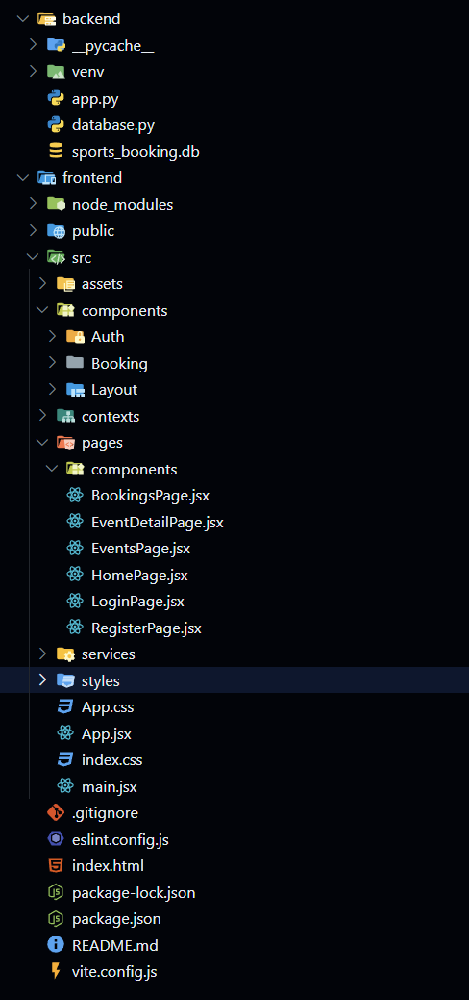 backend
__pycache__
venv
app.py
database.py
sports_booking.db
frontend
node_modules
public
src
assets
components
Auth
Booking
Layout
contexts
pages
components
BookingsPage.jsx
EventDetailPage.jsx
EventsPage.jsx
HomePage.jsx
LoginPage.jsx
RegisterPage.jsx
services
styles
App.css
App.jsx
index.css
main.jsx
.gitignore
eslint.config.js
index.html
package-lock.json
package.json
README.md
vite.config.js